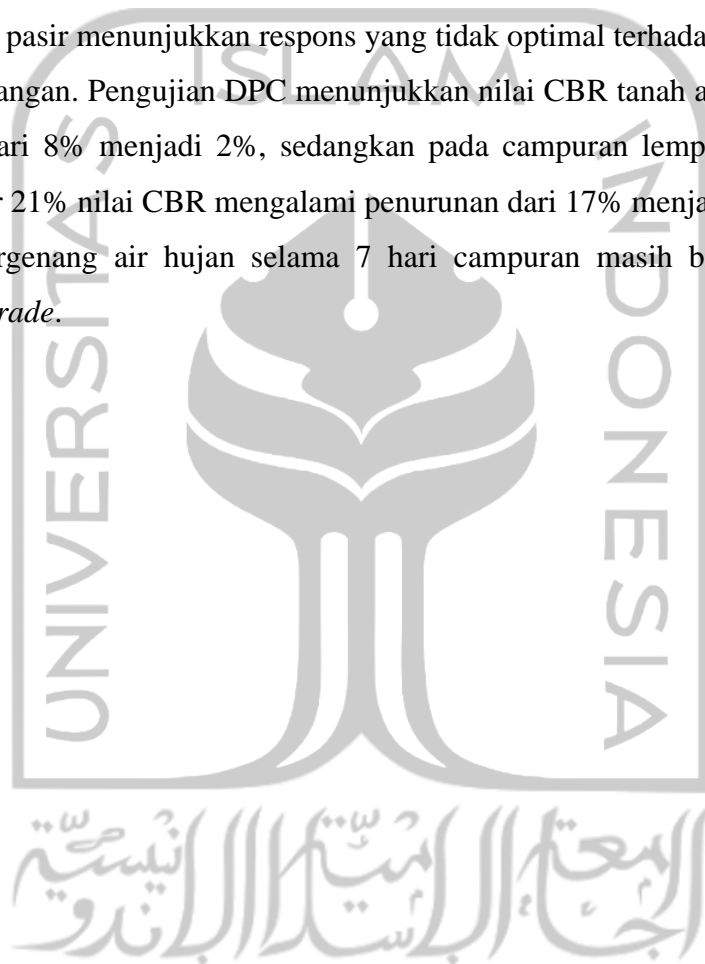 pasir menunjukkan respons yang tidak optimal terhada
angan. Pengujian DPC menunjukkan nilai CBR tanah a
ari 8% menjadi 2%, sedangkan pada campuran lemp
r 21% nilai CBR mengalami penurunan dari 17% menja
rgenang air hujan selama 7 hari campuran masih b
rade.
ISLAM
UNIVERSITAS
INDONESIA